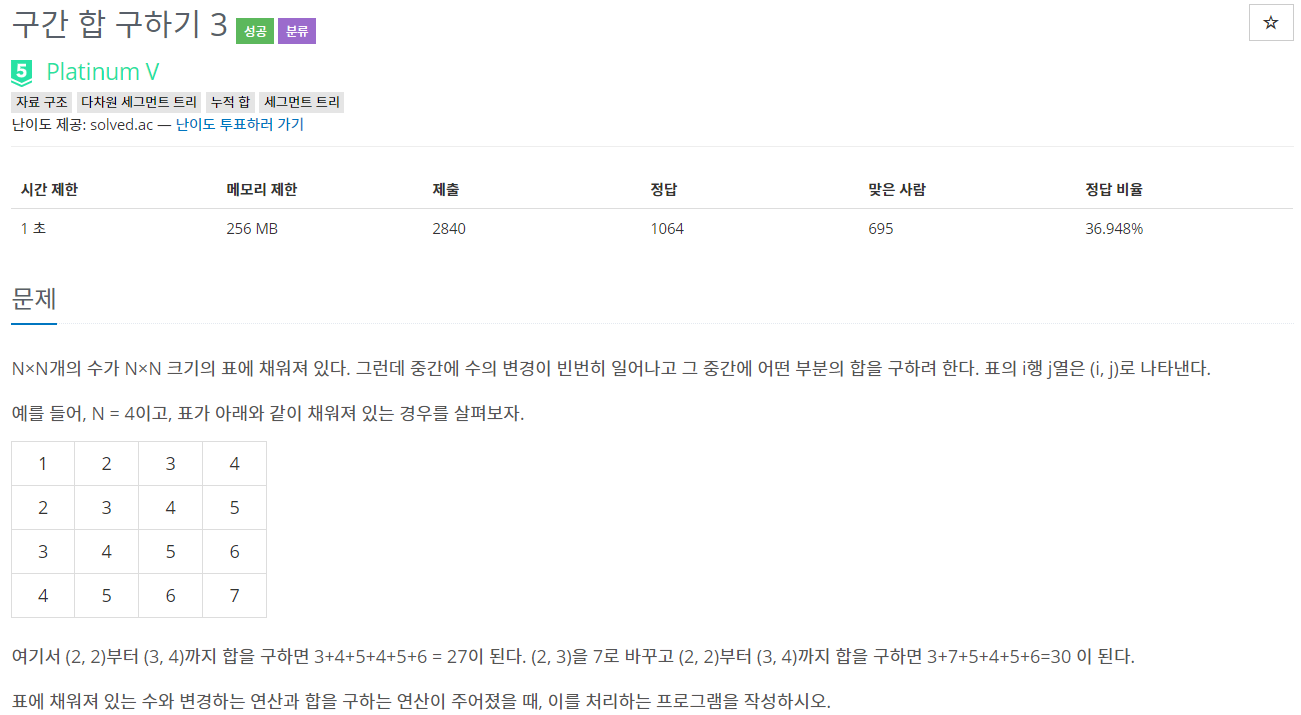 구간 합 구하기 3 성공 분류
☆
5 Platinum V
자료 구조 다차원 세그먼트 트리 누적 합 세그먼트 트리
난이도 제공: solved.ac — 난이도 투표하러 가기
시간 제한 메모리 제한 제출 정답 맞은 사람 정답 비율
1 초 256 MB 2840 1064 695 36.948%
문제
N×N개의 수가 N×N 크기의 표에 채워져 있다. 그런데 중간에 수의 변경이 빈번히 일어나고 그 중간에 어떤 부분의 합을 구하려 한다. 표의 i행 j열은 (i, j)로 나타낸다.
예를 들어, N = 4이고, 표가 아래와 같이 채워져 있는 경우를 살펴보자.
1 2 3 4
2 3 4 5
3 4 5 6
4 5 6 7
여기서 (2, 2)부터 (3, 4)까지 합을 구하면 3+4+5+4+5+6 = 27이 된다. (2, 3)을 7로 바꾸고 (2, 2)부터 (3, 4)까지 합을 구하면 3+7+5+4+5+6=30 이 된다.
표에 채워져 있는 수와 변경하는 연산과 합을 구하는 연산이 주어졌을 때, 이를 처리하는 프로그램을 작성하시오.